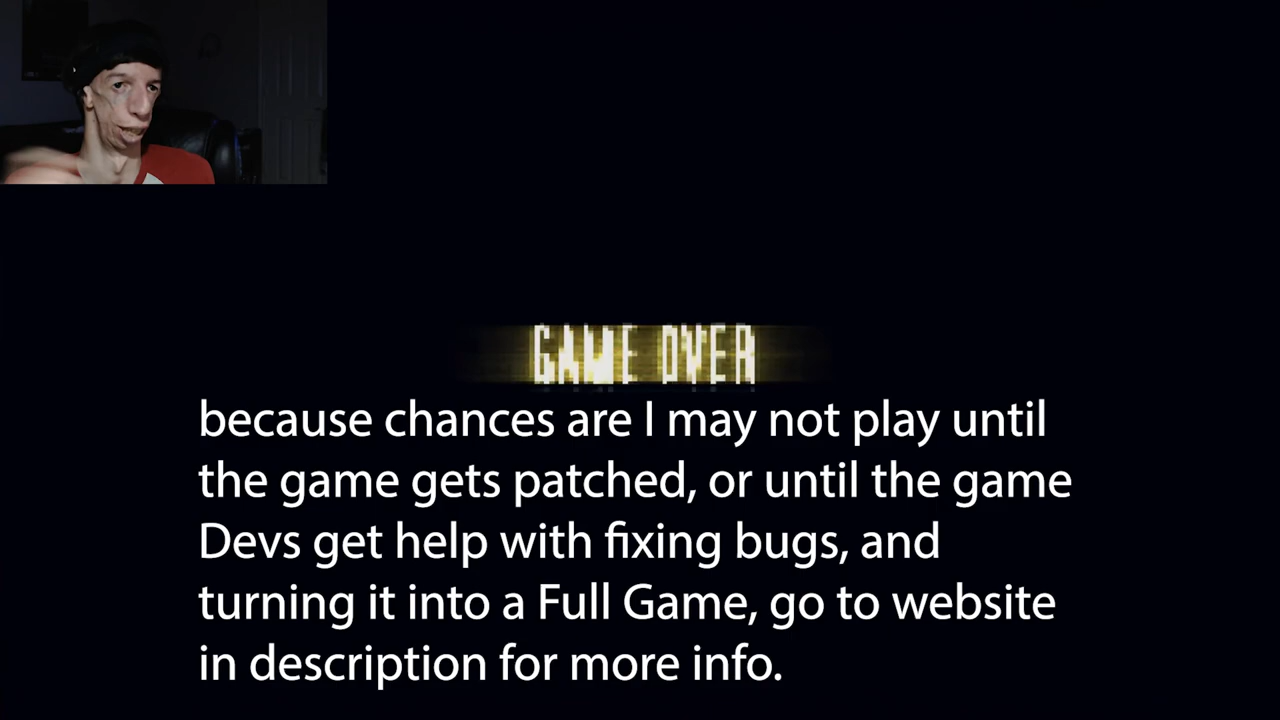 GAME OVER
because chances are I may not play until
the game gets patched, or until the game
Devs get help with fixing bugs, and
turning it into a Full Game, go to website
in description for more info.